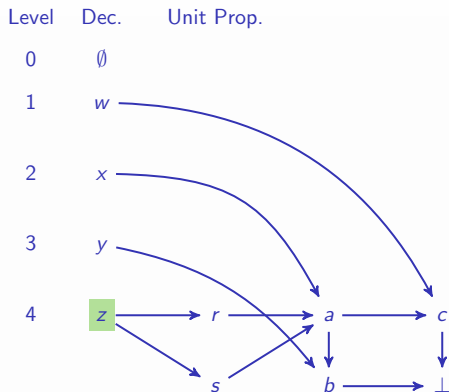 Level Dec. Unit Prop.
0 ∅
1 w
2 x
3 y
4 z r a c
s b ⊥